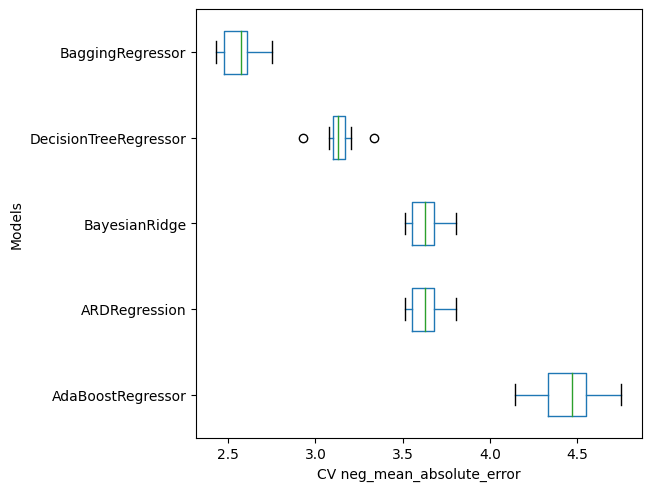 BaggingRegressor
DecisionTreeRegressor
BayesianRidge
ARDRegression
AdaBoostRegressor
Models
2.5 3.0 3.5 4.0 4.5
CV neg_mean_absolute_error